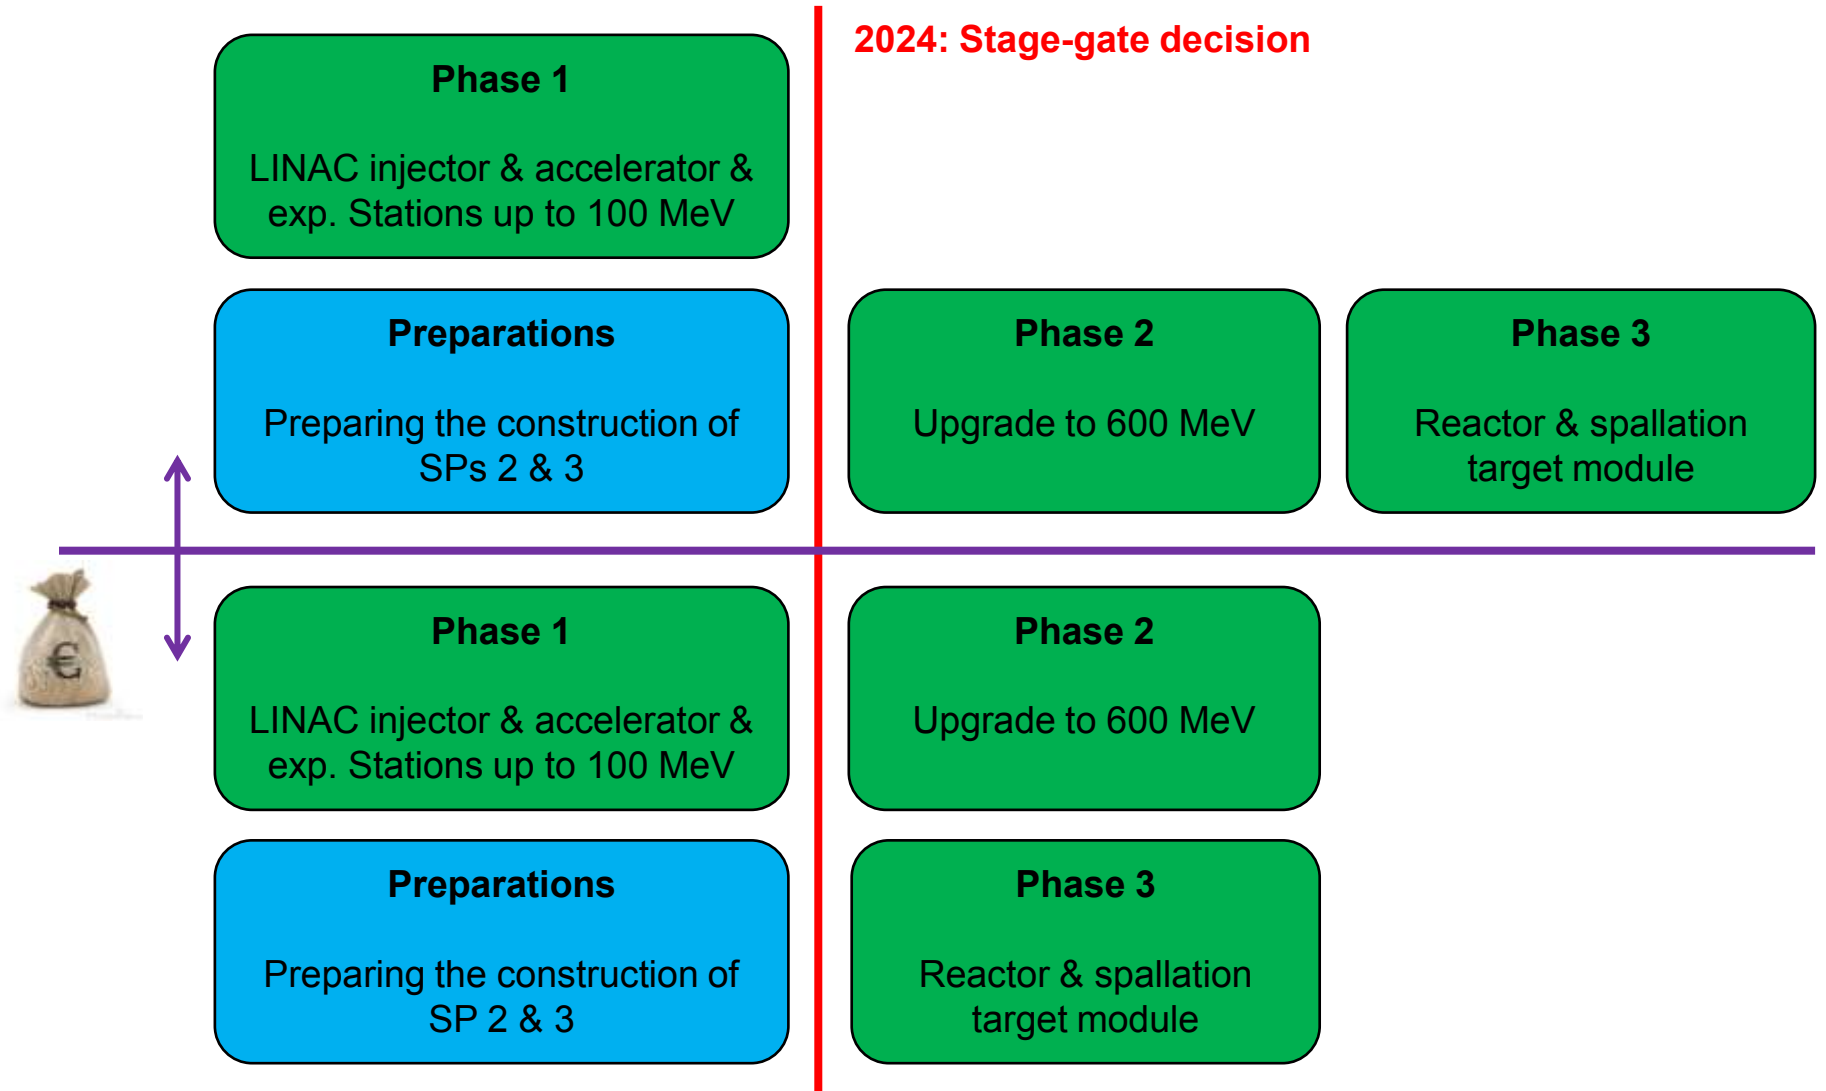 2024: Stage-gate decision
Phase 1
LINAC injector & accelerator &
exp. Stations up to 100 MeV
Preparations
Preparing the construction of
SPs 2 & 3
Phase 2
Upgrade to 600 MeV
Phase 3
Reactor & spallation
target module
€
Phase 1
LINAC injector & accelerator &
exp. Stations up to 100 MeV
Phase 2
Upgrade to 600 MeV
Preparations
Preparing the construction of
SP 2 & 3
Phase 3
Reactor & spallation
target module